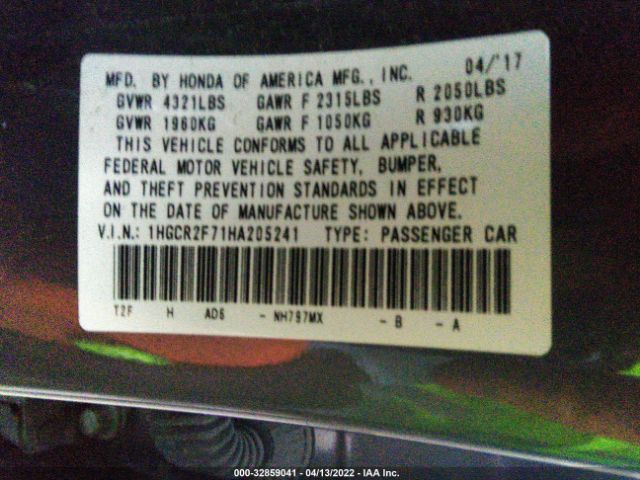 MFD. BY HONDA OF AMERICA MFG., INC. 04/'17
GVWR 4321LBS GAWR F 2315LBS R 2050LBS
GVWR 1960KG GAWR F 1050KG R 930KG
THIS VEHICLE CONFORMS TO ALL APPLICABLE
FEDERAL MOTOR VEHICLE SAFETY, BUMPER,
AND THEFT PREVENTION STANDARDS IN EFFECT
ON THE DATE OF MANUFACTURE SHOWN ABOVE.
V.I.N.: 1HGCR2F71HA205241 TYPE: PASSENGER CAR
T2F H AD6 - NH797MX - B - A
000-32859041 - 04/13/2022 - IAA Inc.